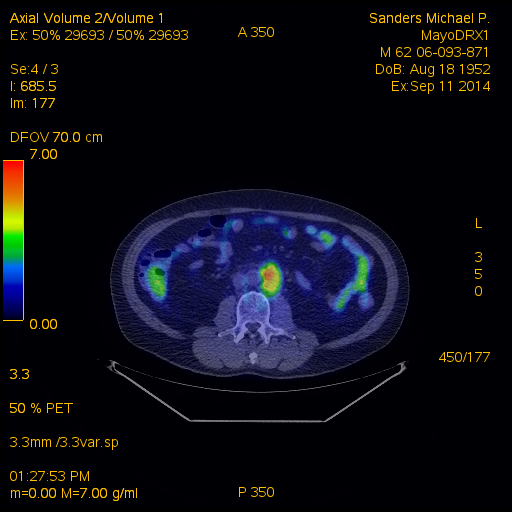 Axial Volume 2/Volume 1
Ex: 50% 29693 / 50% 29693
Se:4 / 3
I: 685.5
Im: 177
DFOV 70.0 cm
7.00
0.00
3.3
50 % PET
3.3mm /3.3var.sp
01:27:53 PM
m=0.00 M=7.00 g/ml
A 350
P 350
Sanders Michael P.
MayoDRX1
M 62 06-093-871
DoB: Aug 18 1952
Ex:Sep 11 2014
L
3
5
0
450/177